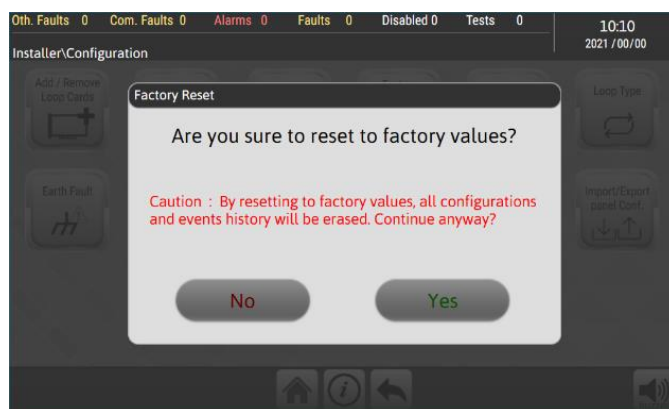 Oth. Faults 0 Com. Faults 0 Alarms 0 Faults 0 Disabled 0 Tests 0
10:10
2021 /00/00
Installer\Configuration
Add / Remove
Loop Cards
Loop Type
Factory Reset
Are you sure to reset to factory values?
Caution : By resetting to factory values, all configurations
and events history will be erased. Continue anyway?
Earth Fault
Import/Export
panel Conf.
No
Yes